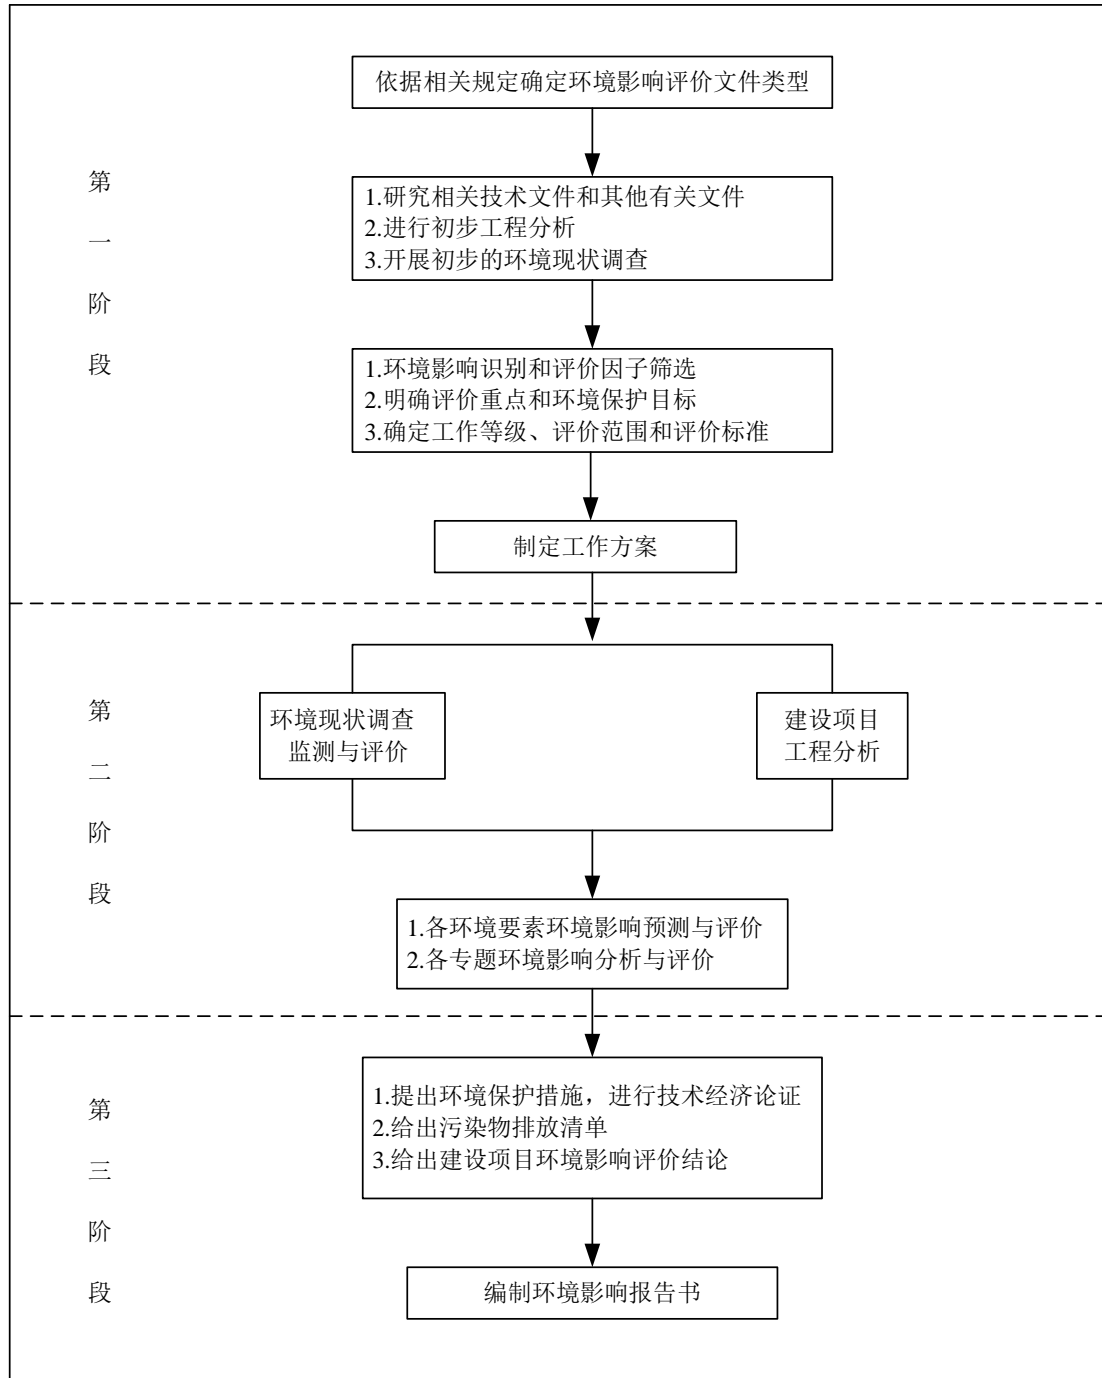 依据相关规定确定环境影响评价文件类型
第一阶段
1.研究相关技术文件和其他有关文件
2.进行初步工程分析
3.开展初步的环境现状调查
1.环境影响识别和评价因子筛选
2.明确评价重点和环境保护目标
3.确定工作等级、评价范围和评价标准
制定工作方案
第二阶段
环境现状调查
监测与评价
建设项目
工程分析
1.各环境要素环境影响预测与评价
2.各专题环境影响分析与评价
第三阶段
1.提出环境保护措施，进行技术经济论证
2.给出污染物排放清单
3.给出建设项目环境影响评价结论
编制环境影响报告书